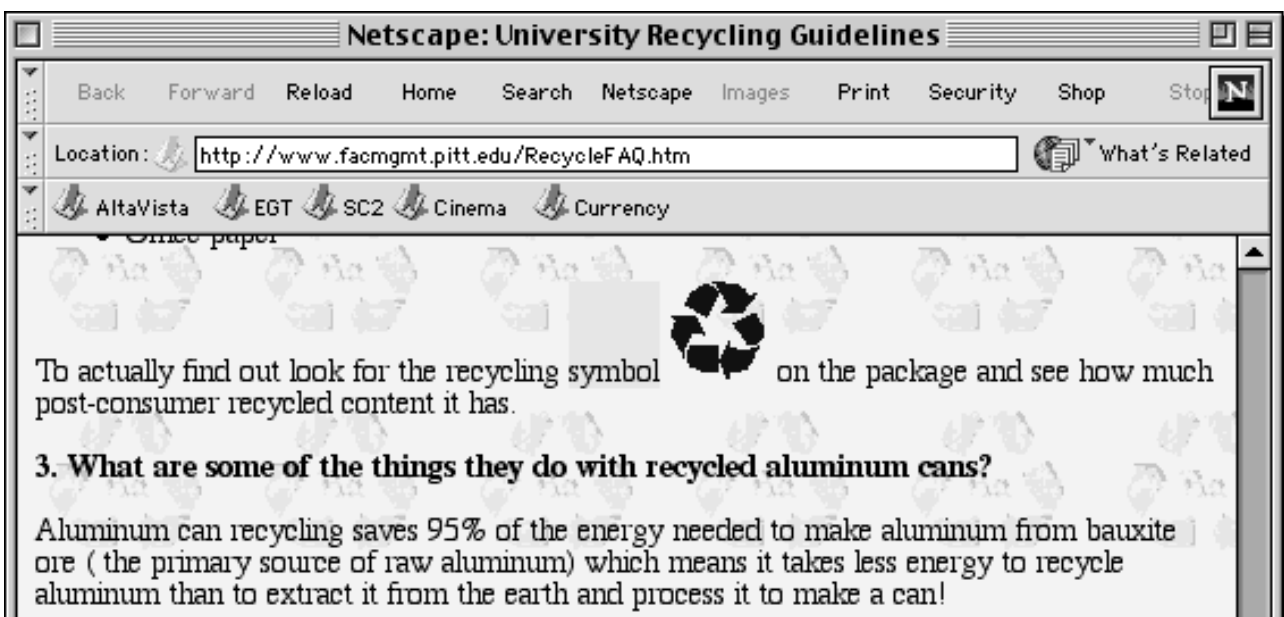 Netscape: University Recycling Guidelines
Back Forward Reload Home Search Netscape Images Print Security Shop Stop N
Location: http://www.facmgmt.pitt.edu/RecycleFAQ.htm What's Related
AltaVista EGT SC2 Cinema Currency
• Office paper
To actually find out look for the recycling symbol on the package and see how much
post-consumer recycled content it has.
3. What are some of the things they do with recycled aluminum cans?
Aluminum can recycling saves 95% of the energy needed to make aluminum from bauxite
ore ( the primary source of raw aluminum) which means it takes less energy to recycle
aluminum than to extract it from the earth and process it to make a can!